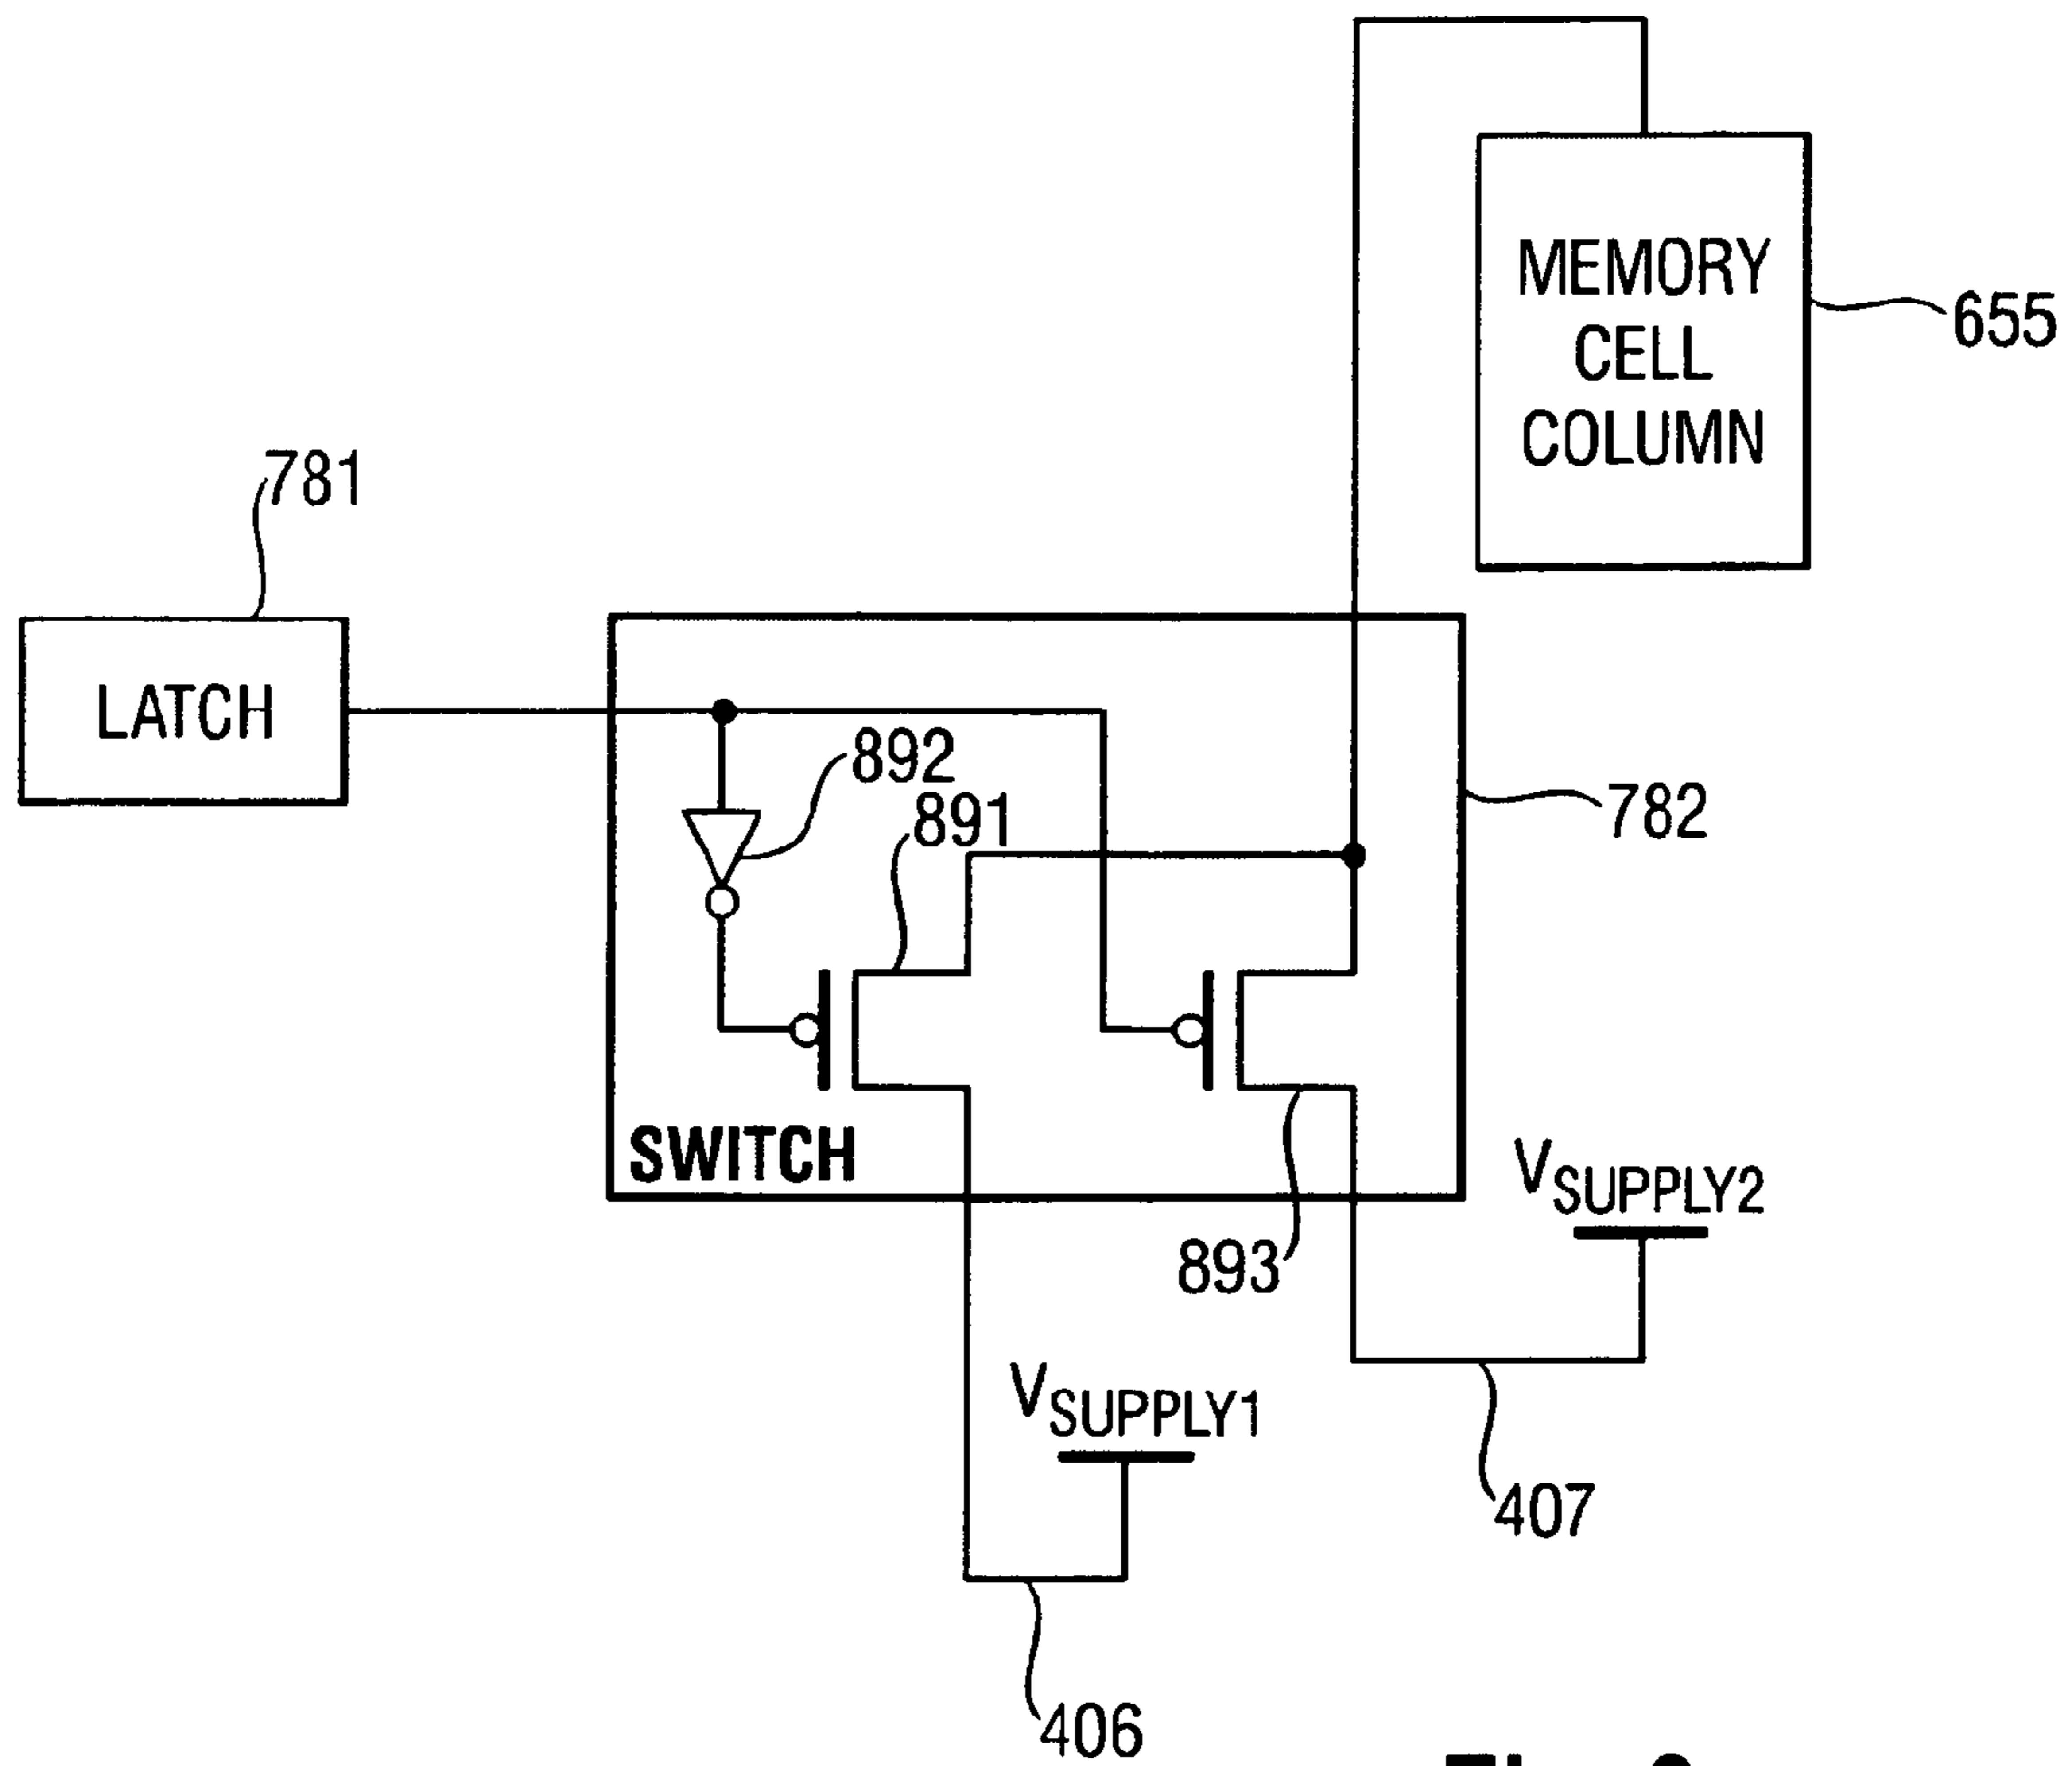 MEMORY
CELL
COLUMN
655
781
LATCH
892
891
782
SWITCH
893
VSUPPLY2
VSUPPLY1
407
406